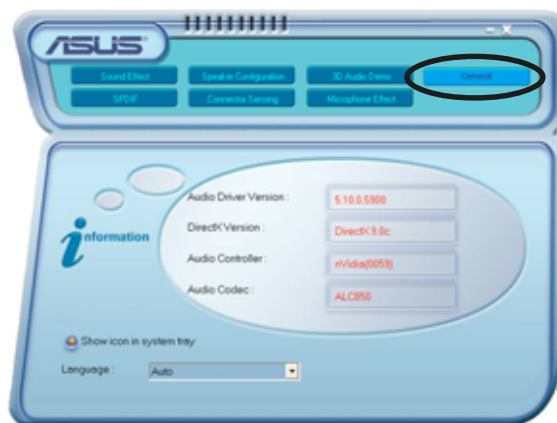 ASUS
Sound Effect Speaker Configuration 3D Audio Demo General
SPDIF Connector Sensing Microphone Effect
information
Audio Driver Version : 5.10.0.5900
DirectX Version : DirectX 9.0c
Audio Controller : nVidia(0059)
Audio Codec : ALC850
Show icon in system tray
Language : Auto